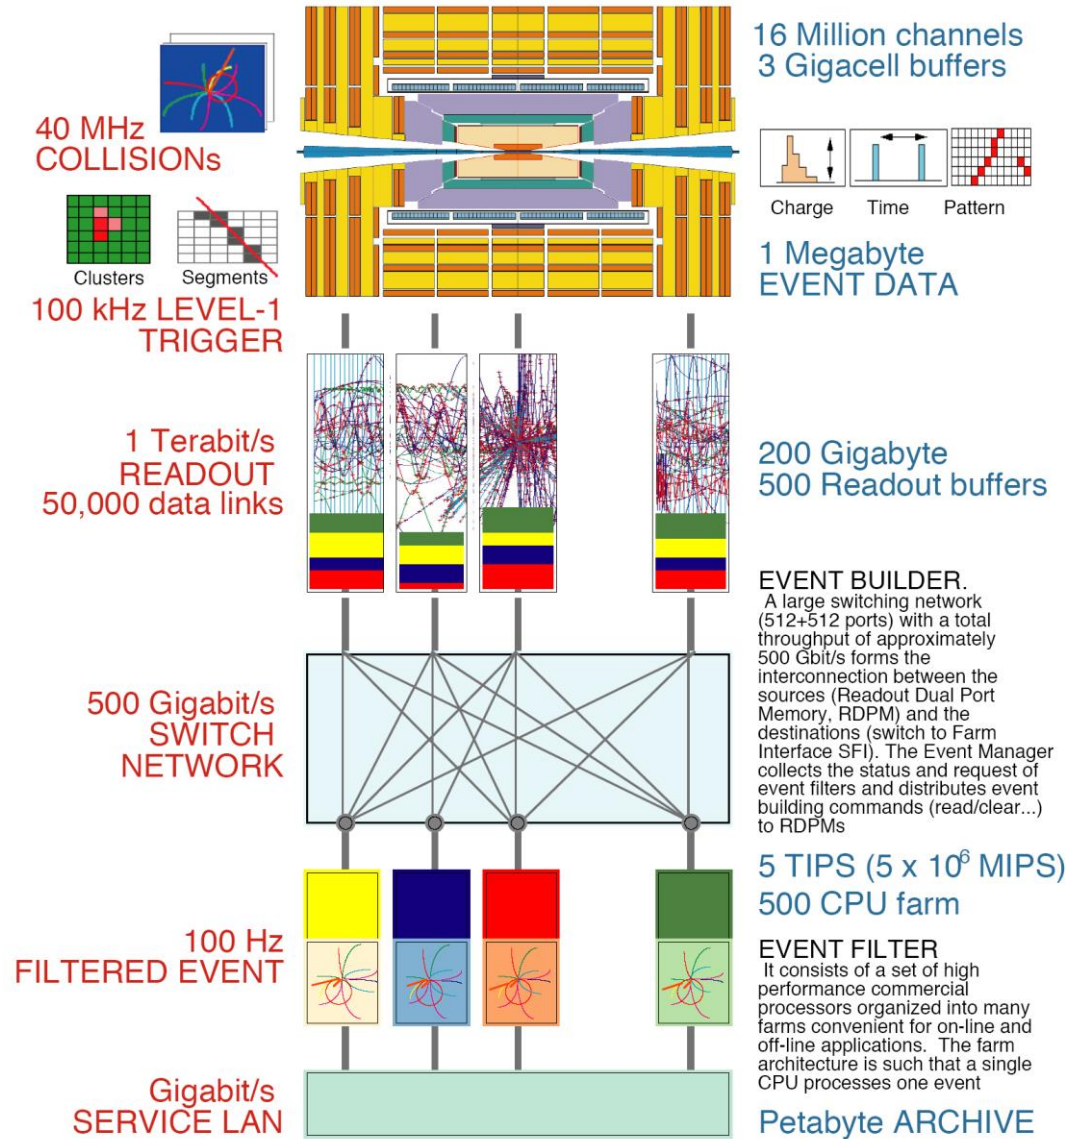 16 Million channels
3 Gigacell buffers
40 MHz
COLLISIONs
Charge
Time
Pattern
Clusters
Segments
1 Megabyte
EVENT DATA
100 kHz LEVEL-1
TRIGGER
1 Terabit/s
READOUT
50,000 data links
200 Gigabyte
500 Readout buffers
EVENT BUILDER.
A large switching network
(512+512 ports) with a total
throughput of approximately
500 Gbit/s forms the
interconnection between the
sources (Readout Dual Port
Memory, RDPM) and the
destinations (switch to Farm
Interface SFI). The Event Manager
collects the status and request of
event filters and distributes event
building commands (read/clear...)
to RDPMs
500 Gigabit/s
SWITCH
NETWORK
5 TIPS (5 x 10⁶ MIPS)
500 CPU farm
100 Hz
FILTERED EVENT
EVENT FILTER
It consists of a set of high
performance commercial
processors organized into many
farms convenient for on-line and
off-line applications. The farm
architecture is such that a single
CPU processes one event
Gigabit/s
SERVICE LAN
Petabyte ARCHIVE